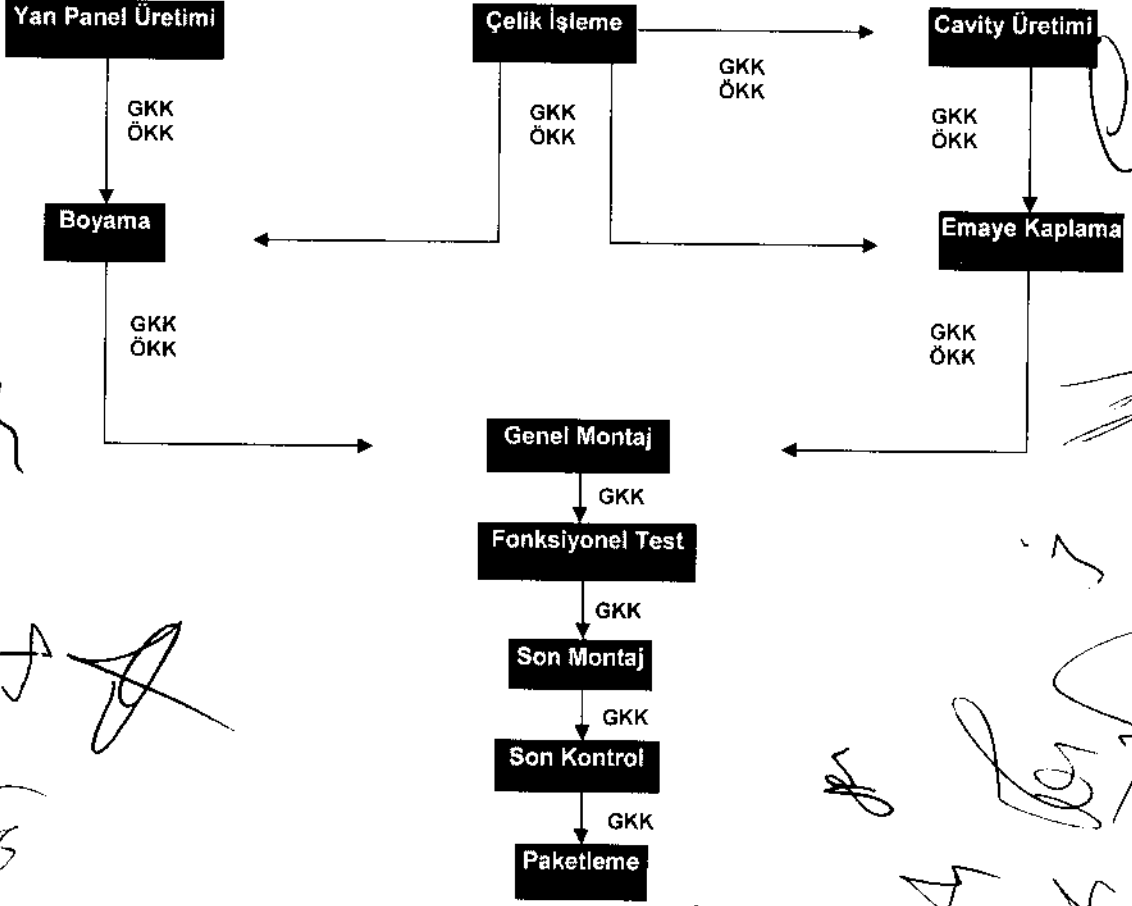 Yan Panel Üretimi
Çelik İşleme
Cavity Üretimi
GKK
ÖKK
GKK
ÖKK
GKK
ÖKK
GKK
ÖKK
Boyama
Emaye Kaplama
GKK
ÖKK
GKK
ÖKK
Genel Montaj
GKK
Fonksiyonel Test
GKK
Son Montaj
GKK
Son Kontrol
GKK
Paketleme